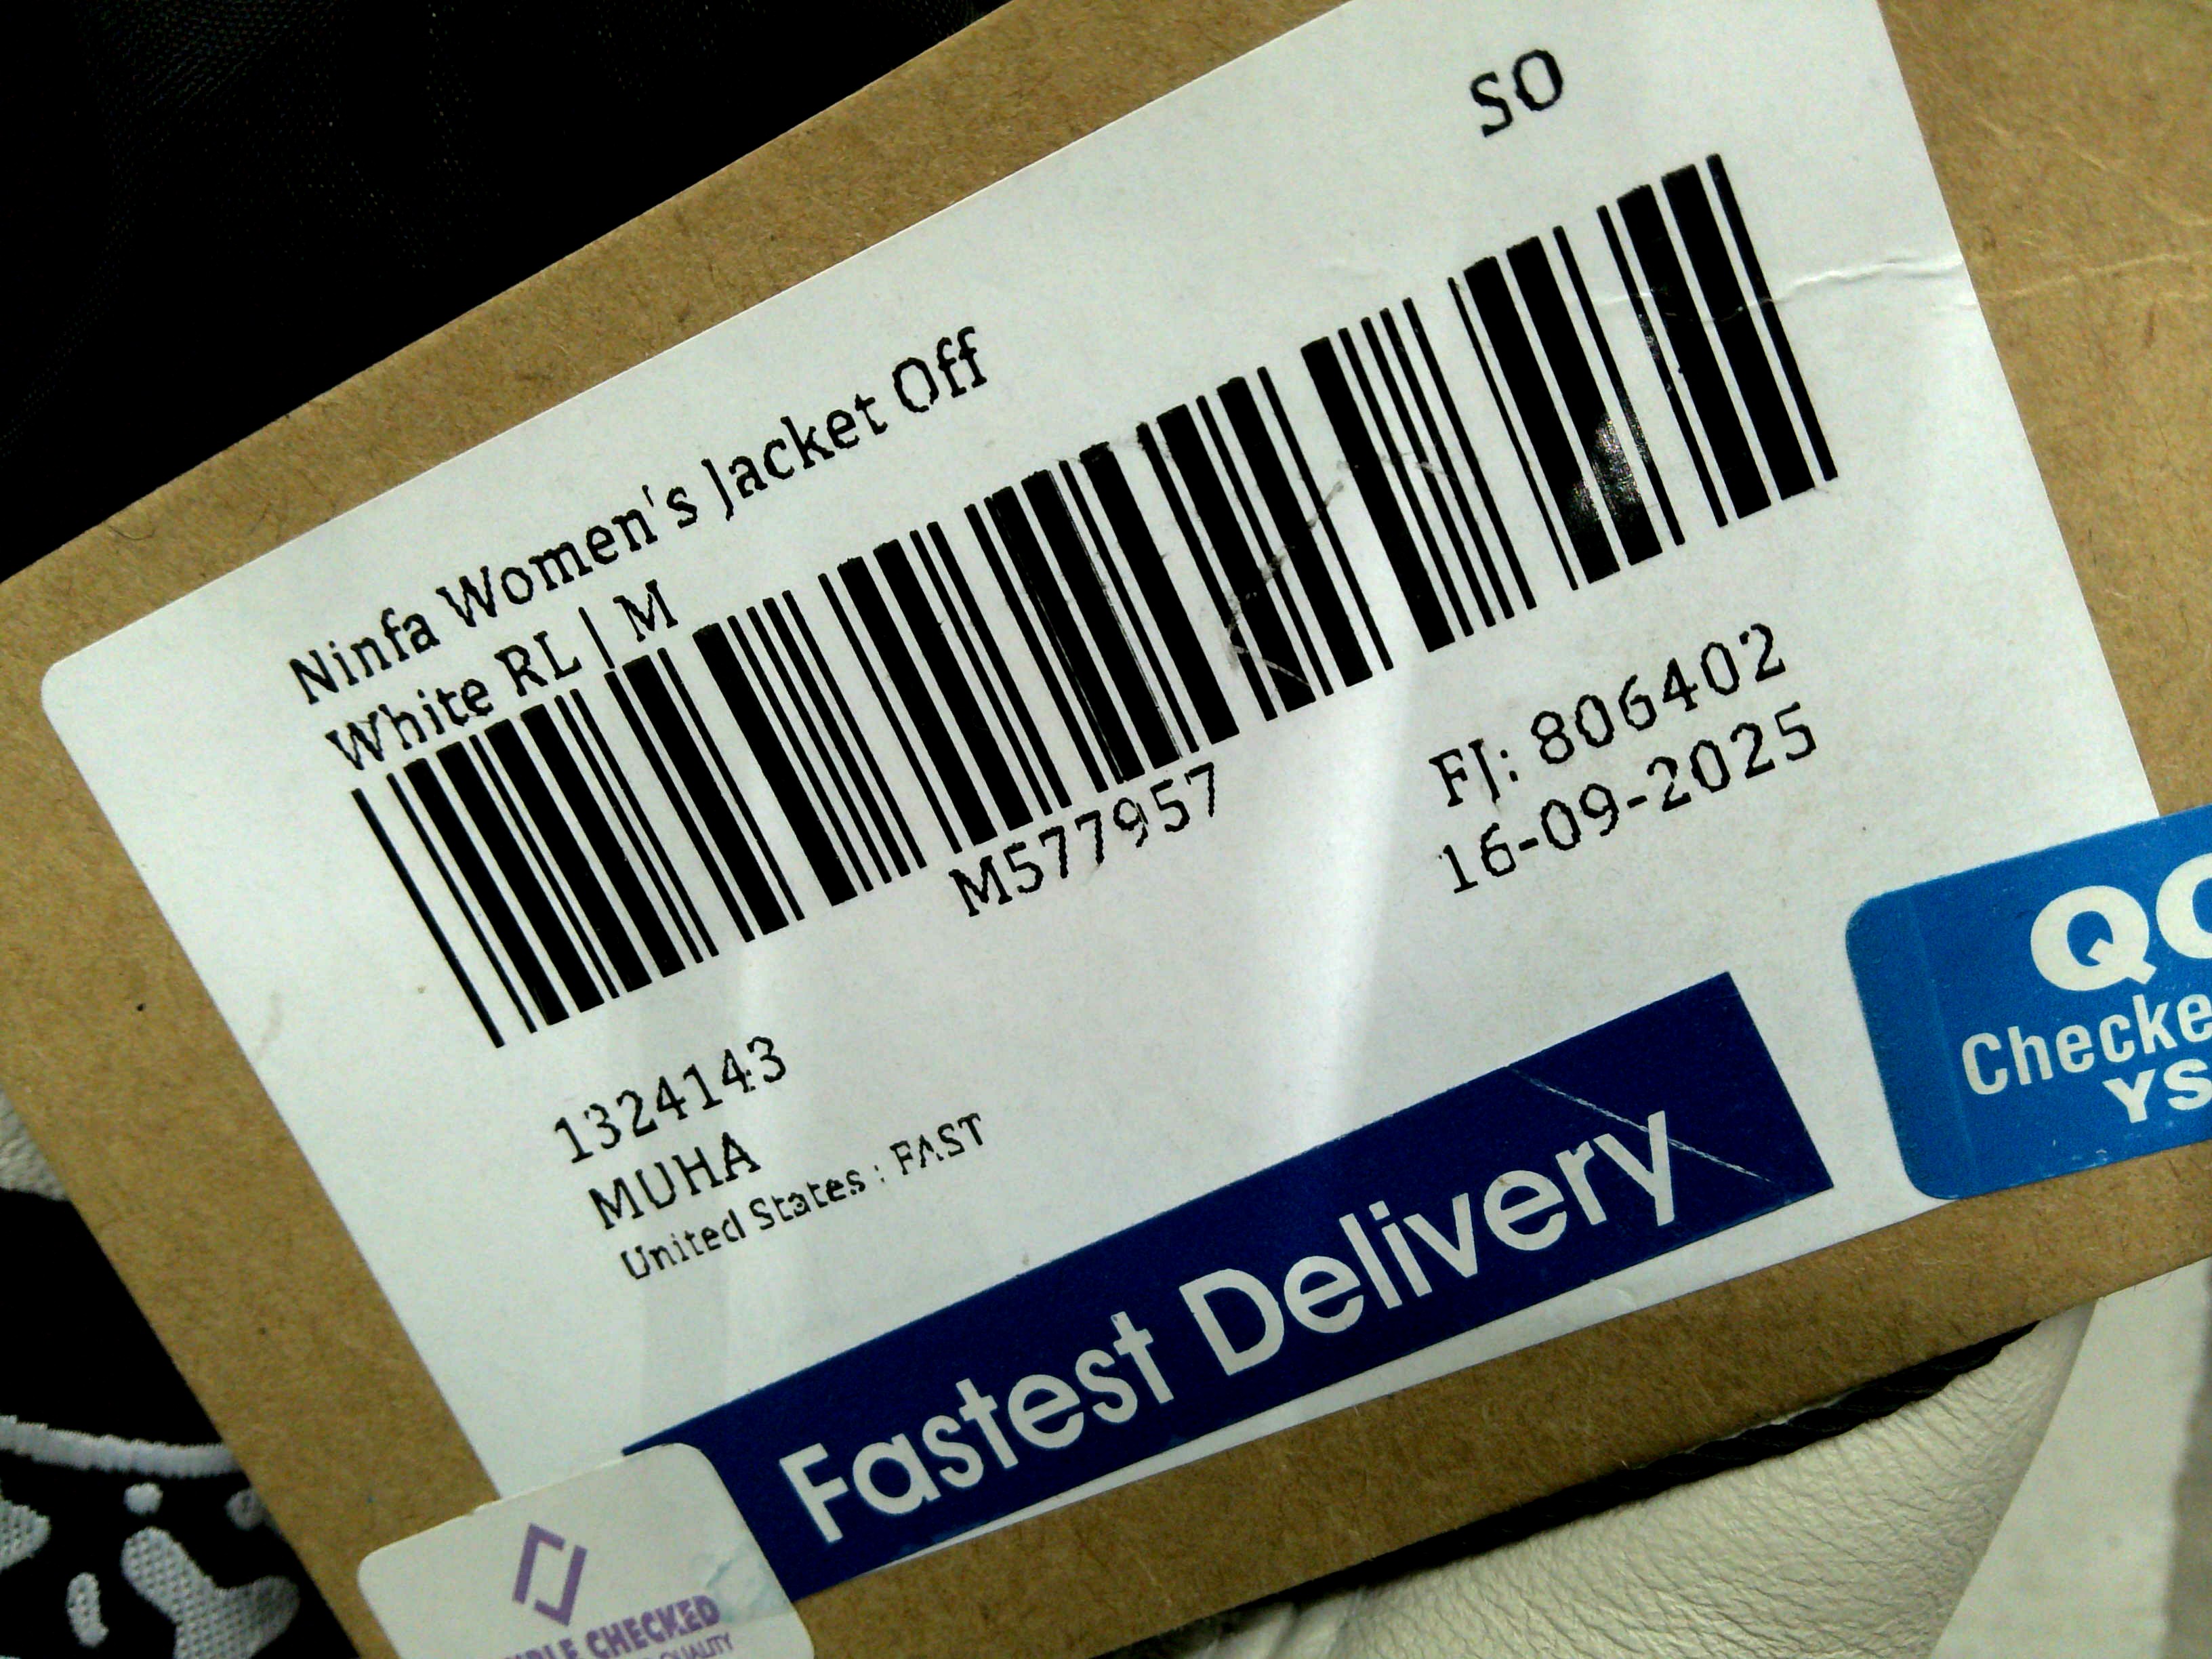 SO
Ninfa Women's Jacket Off
White RL | M
M577957
FJ: 806402
16-09-2025
1324143
MUHA
United States : FAST
Fastest Delivery
QC
Checke
YS
CHECKED
QUALITY